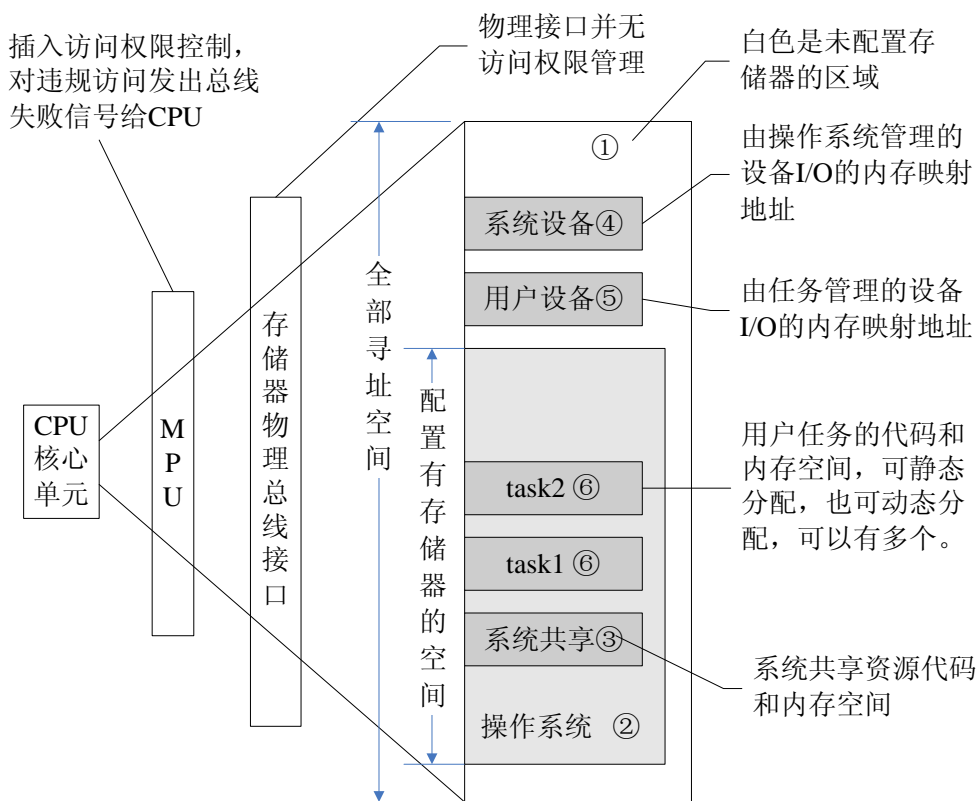 插入访问权限控制，
对违规访问发出总线
失败信号给CPU
物理接口并无
访问权限管理
白色是未配置存
储器的区域
①
由操作系统管理的
设备I/O的内存映射
地址
系统设备④
用户设备⑤
由任务管理的设备
I/O的内存映射地址
全部寻址空间
存储器物理总线接口
配置有存储器的空间
CPU
核心
单元
MPU
task2 ⑥
用户任务的代码和
内存空间，可静态
分配，也可动态分
配，可以有多个。
task1 ⑥
系统共享③
系统共享资源代码
和内存空间
操作系统 ②